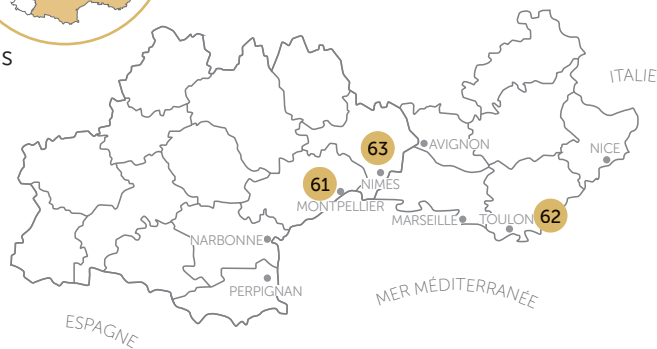 S
ITALIE
63
AVIGNON
NICE
61
NIMES
MONTPELLIER
MARSEILLE
TOULON
62
NARBONNE
PERPIGNAN
MER MÉDITERRANÉE
ESPAGNE